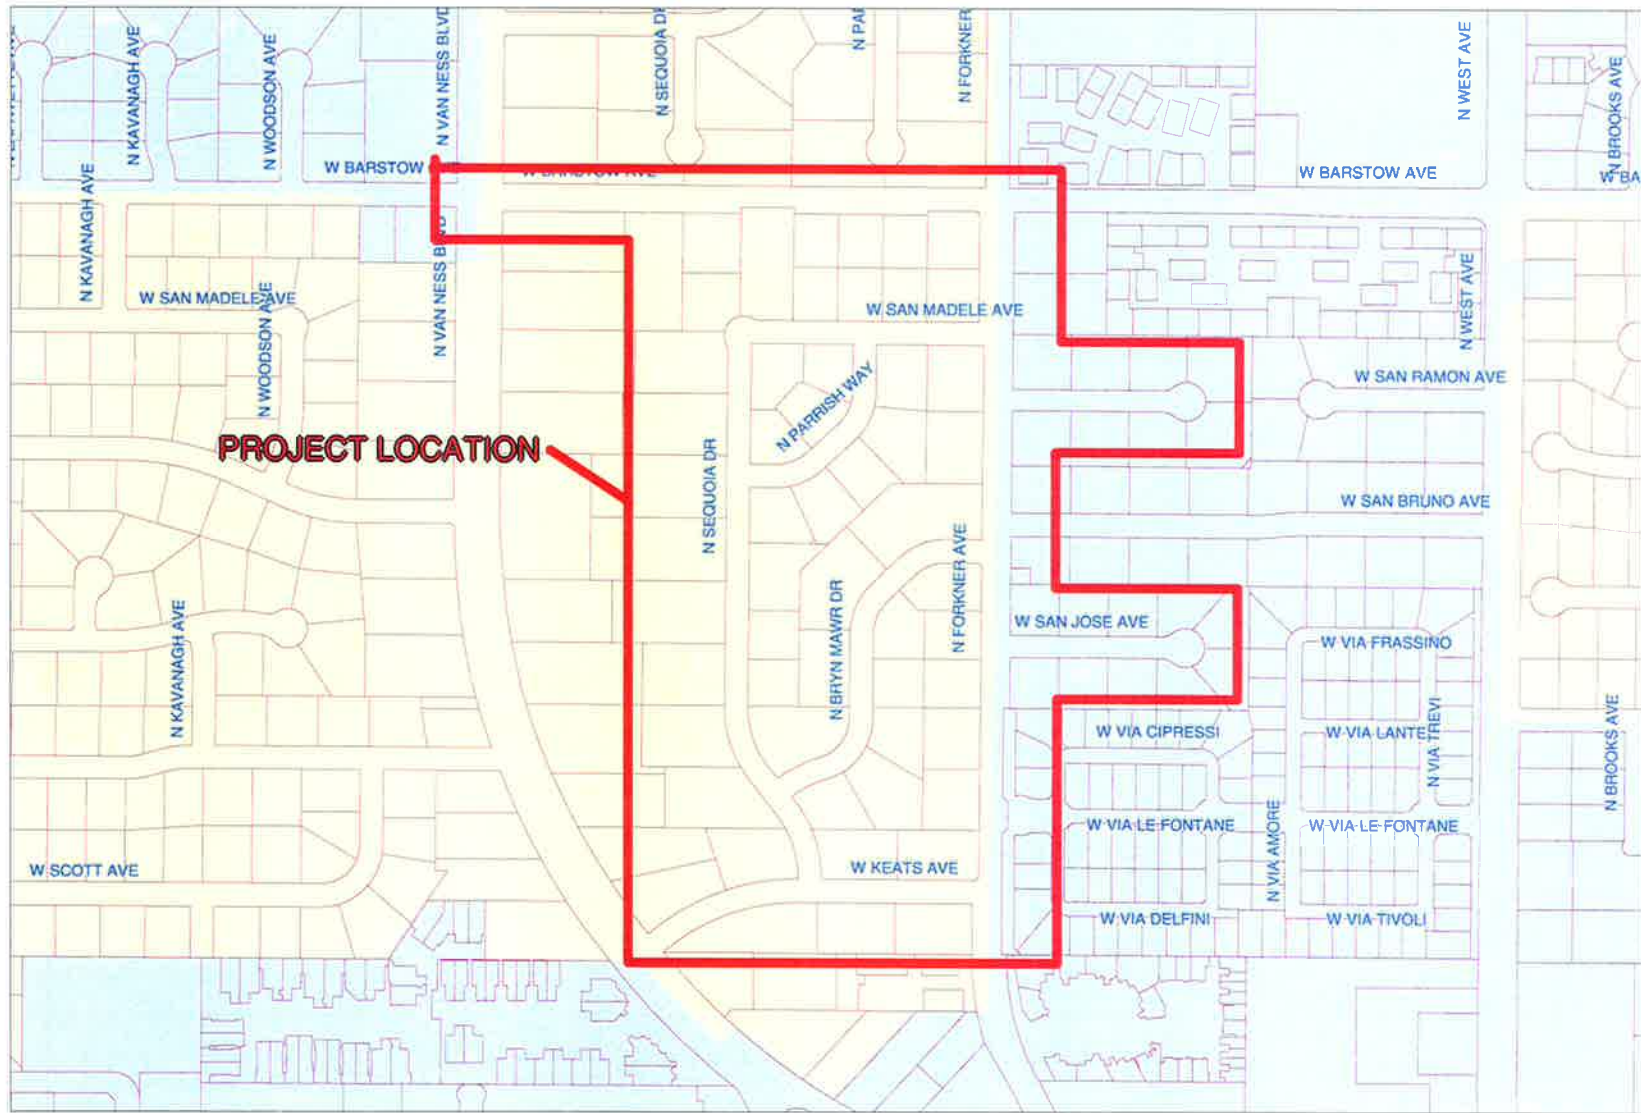 N KAVANAGH AVE
N WOODSON AVE
N VAN NESS BLVD
N SEQUOIA DR
N FORKNER
N WEST AVE
N BROOKS AVE
W BARSTOW
W BARSTOW AVE
W BARSTOW AVE
W BA
N KAVANAGH AVE
W SAN MADELE AVE
N WOODSON AVE
N VAN NESS BLVD
W SAN MADELE AVE
N WEST AVE
W SAN RAMON AVE
N PARRISH WAY
PROJECT LOCATION
N SEQUOIA DR
W SAN BRUNO AVE
N FORKNER AVE
N KAVANAGH AVE
N BRYN MAWR DR
W SAN JOSE AVE
W VIA FRASSINO
W VIA CIPRESSI
W VIA LANTE
N VIA TREVI
N BROOKS AVE
W VIA LE FONTANE
W VIA LE FONTANE
N VIA AMORE
W SCOTT AVE
W KEATS AVE
W VIA DELFINI
W VIA TIVOLI